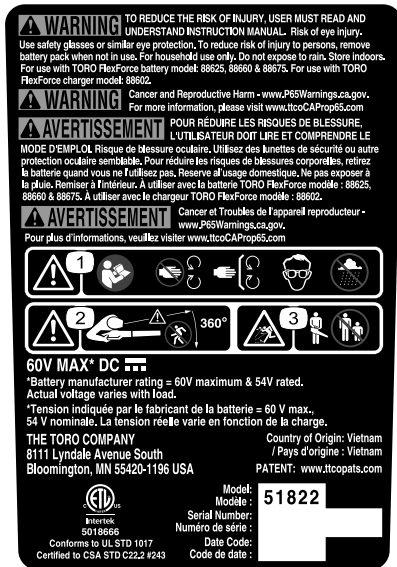 WARNING TO REDUCE THE RISK OF INJURY, USER MUST READ AND
UNDERSTAND INSTRUCTION MANUAL. Risk of eye injury.
Use safety glasses or similar eye protection. To reduce risk of injury to persons, remove
battery pack when not in use. For household use only. Do not expose to rain. Store indoors.
For use with TORO FlexForce battery model: 88625, 88660 & 88675. For use with TORO
FlexForce charger model: 88602.
WARNING Cancer and Reproductive Harm - www.P65Warnings.ca.gov.
For more information, please visit www.ttcoCAProp65.com
AVERTISSEMENT POUR RÉDUIRE LES RISQUES DE BLESSURE,
L'UTILISATEUR DOIT LIRE ET COMPRENDRE LE
MODE D'EMPLOI. Risque de blessure oculaire. Utilisez des lunettes de sécurité ou autre
protection oculaire semblable. Pour réduire les risques de blessures corporelles, retirez
la batterie quand vous ne l'utilisez pas. Reserve al'usage domestique. Ne pas exposer à
la pluie. Remiser à l'intérieur. À utiliser avec la batterie TORO FlexForce modèle : 88625,
88660 & 88675. À utiliser avec le chargeur TORO FlexForce modèle : 88602.
AVERTISSEMENT Cancer et Troubles de l'appareil reproducteur -
www.P65Warnings.ca.gov.
Pour plus d'informations, veuillez visiter www.ttcoCAProp65.com
1
2
360°
3
60V MAX* DC
*Battery manufacturer rating = 60V maximum & 54V rated.
Actual voltage varies with load.
*Tension indiquée par le fabricant de la batterie = 60 V max.,
54 V nominale. La tension réelle varie en fonction de la charge.
THE TORO COMPANY
8111 Lyndale Avenue South
Bloomington, MN 55420-1196 USA
Country of Origin: Vietnam
/ Pays d'origine : Vietnam
PATENT: www.ttcopats.com
C ETL US
Intertek
5018666
Conforms to UL STD 1017
Certified to CSA STD C22.2 #243
Model:
Modèle : 51822
Serial Number:
Numéro de série :
Date Code:
Code de date :